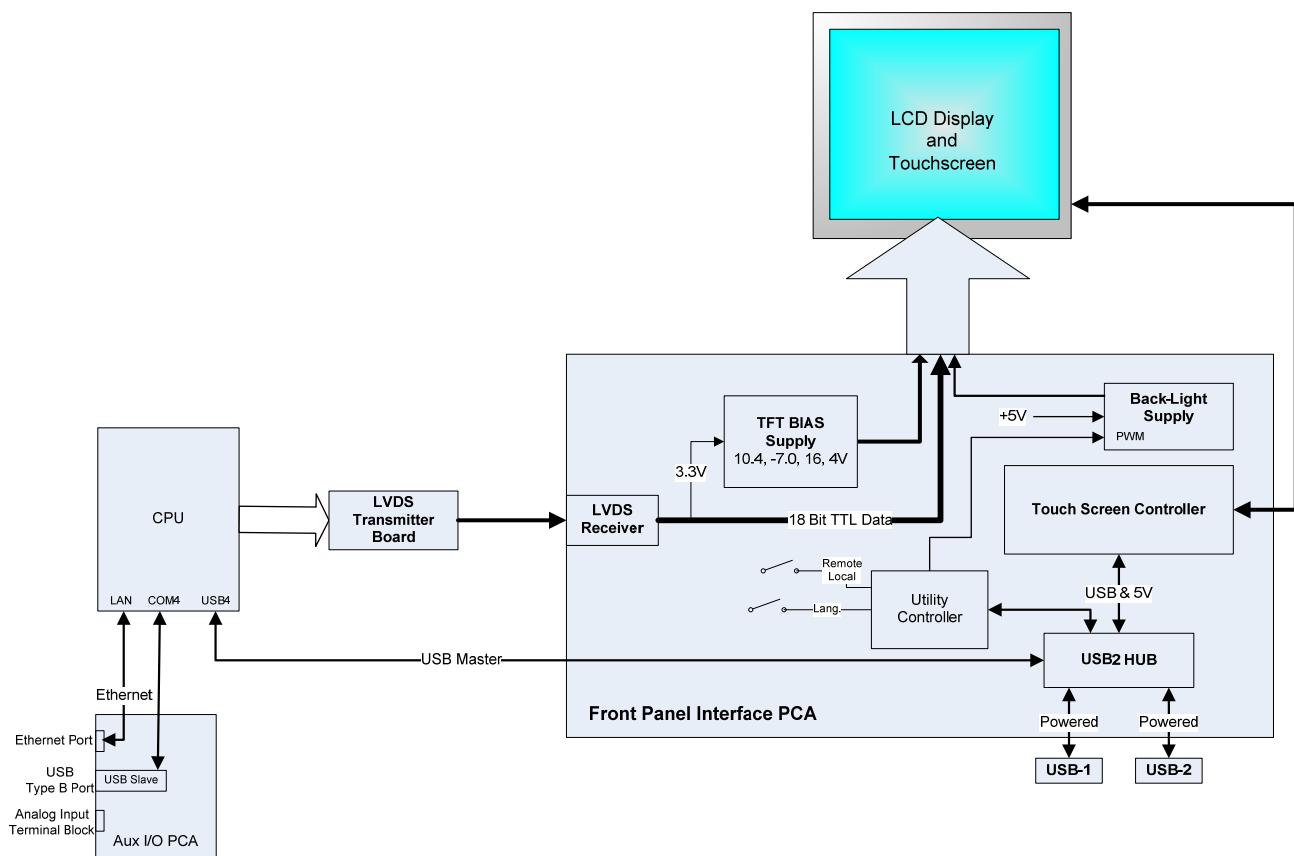 LCD Display
and
Touchscreen
Back-Light
Supply
+5V
PWM
TFT BIAS
Supply
10.4, -7.0, 16, 4V
3.3V
CPU
LAN
COM4
USB4
LVDS
Transmitter
Board
LVDS
Receiver
18 Bit TTL Data
Touch Screen Controller
Remote
Local
Lang.
Utility
Controller
USB & 5V
USB2 HUB
USB Master
Front Panel Interface PCA
Powered
Powered
USB-1
USB-2
Ethernet
Ethernet Port
USB
Type B Port
USB Slave
Analog Input
Terminal Block
Aux I/O PCA